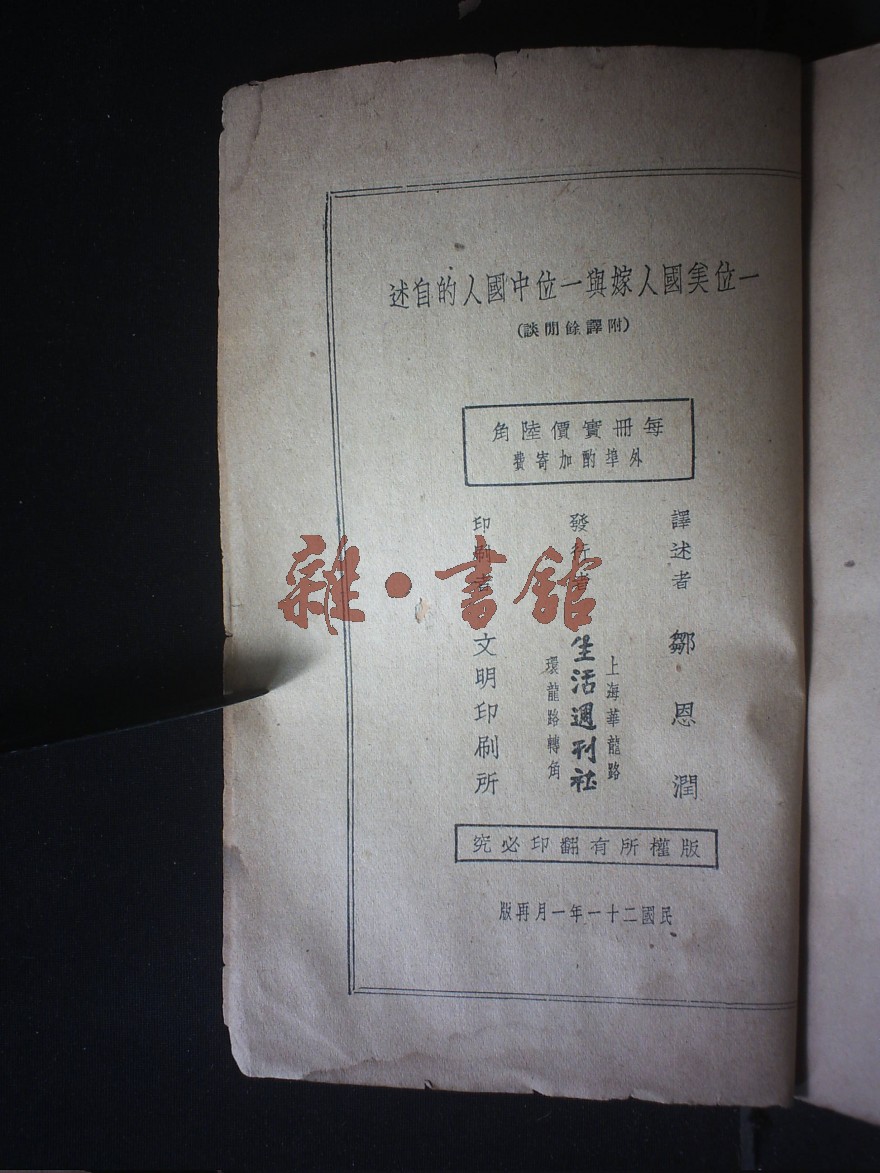 一位美國人嫁與一位中國人的自述
(附譯餘閒談)
每冊實價陸角
外埠酌加寄費
譯述者 鄒恩潤
上海華龍路
發行者 生活週刊社
環龍路轉角
印刷者 文明印刷所
版權所有翻印必究
民國二十一年一月再版
雜·書館